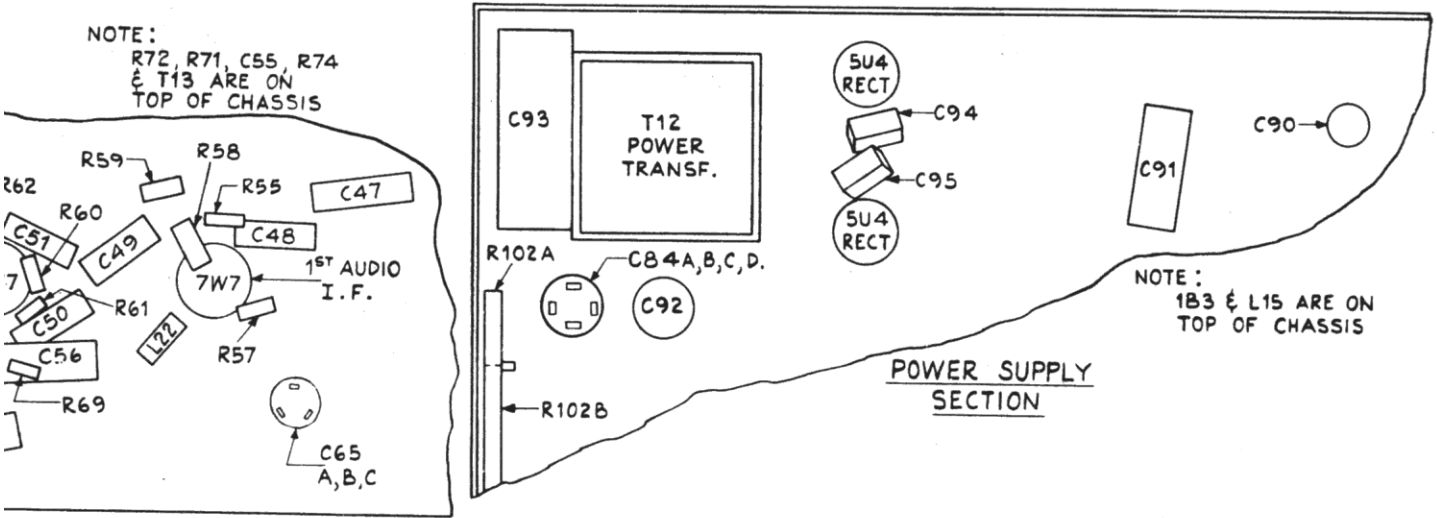 NOTE:
R72, R71, C55, R74
& T13 ARE ON
TOP OF CHASSIS
R59
R58
R55
C47
R62
R60
C51
C49
C48
7W7
1ST AUDIO
I.F.
7
R61
C50
L22
R57
C56
R69
C65
A,B,C
C93
T12
POWER
TRANSF.
5U4
RECT
C94
C95
5U4
RECT
C91
C90
R102A
C84A,B,C,D.
C92
R102B
NOTE:
1B3 & L15 ARE ON
TOP OF CHASSIS
POWER SUPPLY
SECTION